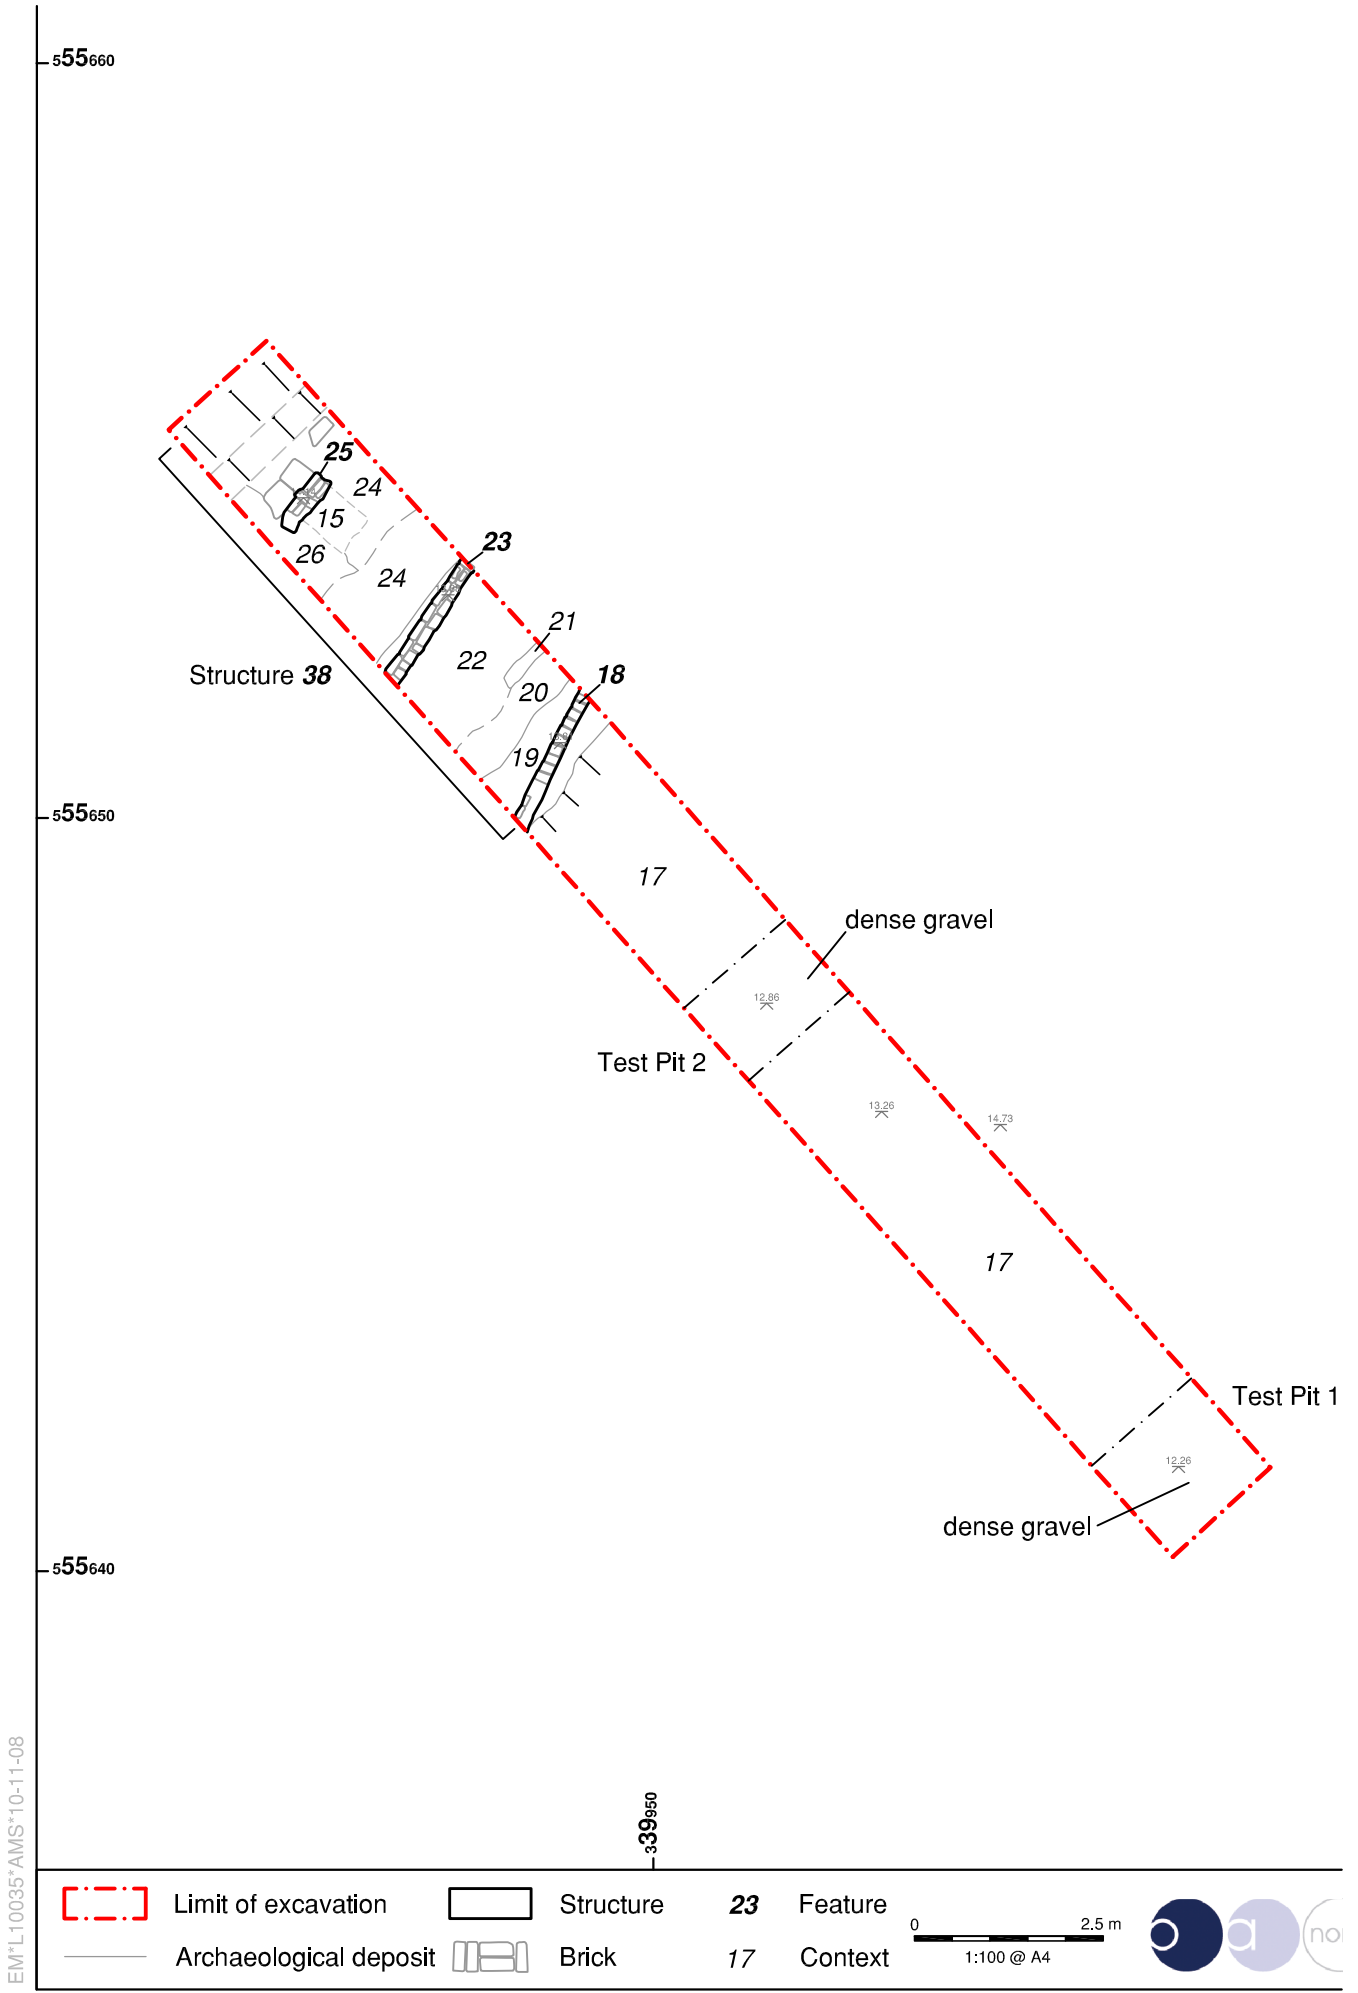 555660
25
24
15
26
24
23
21
22
20
18
19
Structure 38
555650
17
dense gravel
12.86
Test Pit 2
13.26
14.73
17
Test Pit 1
12.26
dense gravel
555640
339950
EM*L10035*AMS*10-11-08
Limit of excavation
Structure
23 Feature
Archaeological deposit
Brick
17 Context
0 2.5 m
1:100 @ A4
oa